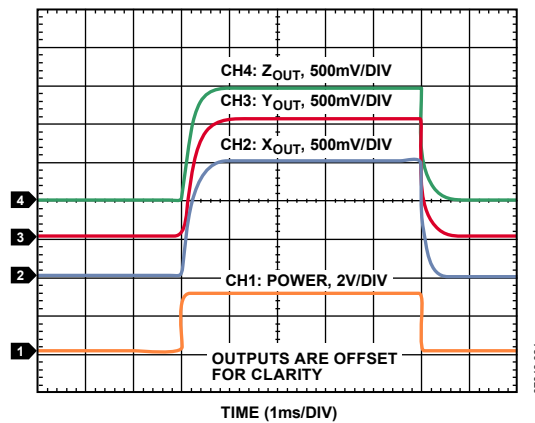 CH4: ZOUT, 500mV/DIV
CH3: YOUT, 500mV/DIV
CH2: XOUT, 500mV/DIV
4
3
2
CH1: POWER, 2V/DIV
1
OUTPUTS ARE OFFSET
FOR CLARITY
TIME (1ms/DIV)